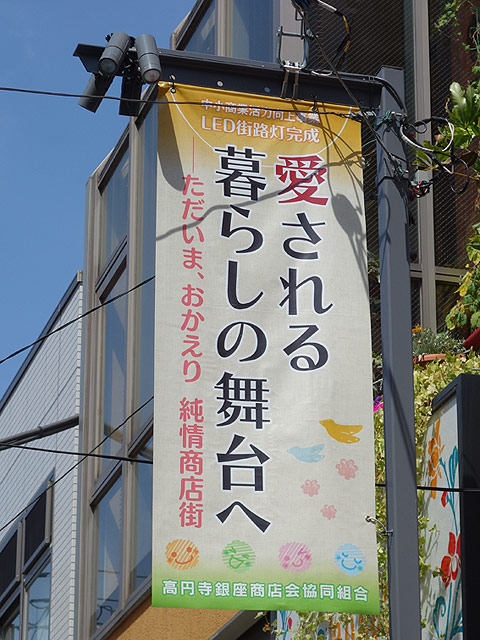 中小商業活力向上事業
LED街路灯完成
愛される
暮らしの舞台へ
――ただいま、おかえり 純情商店街
高円寺銀座商店会協同組合